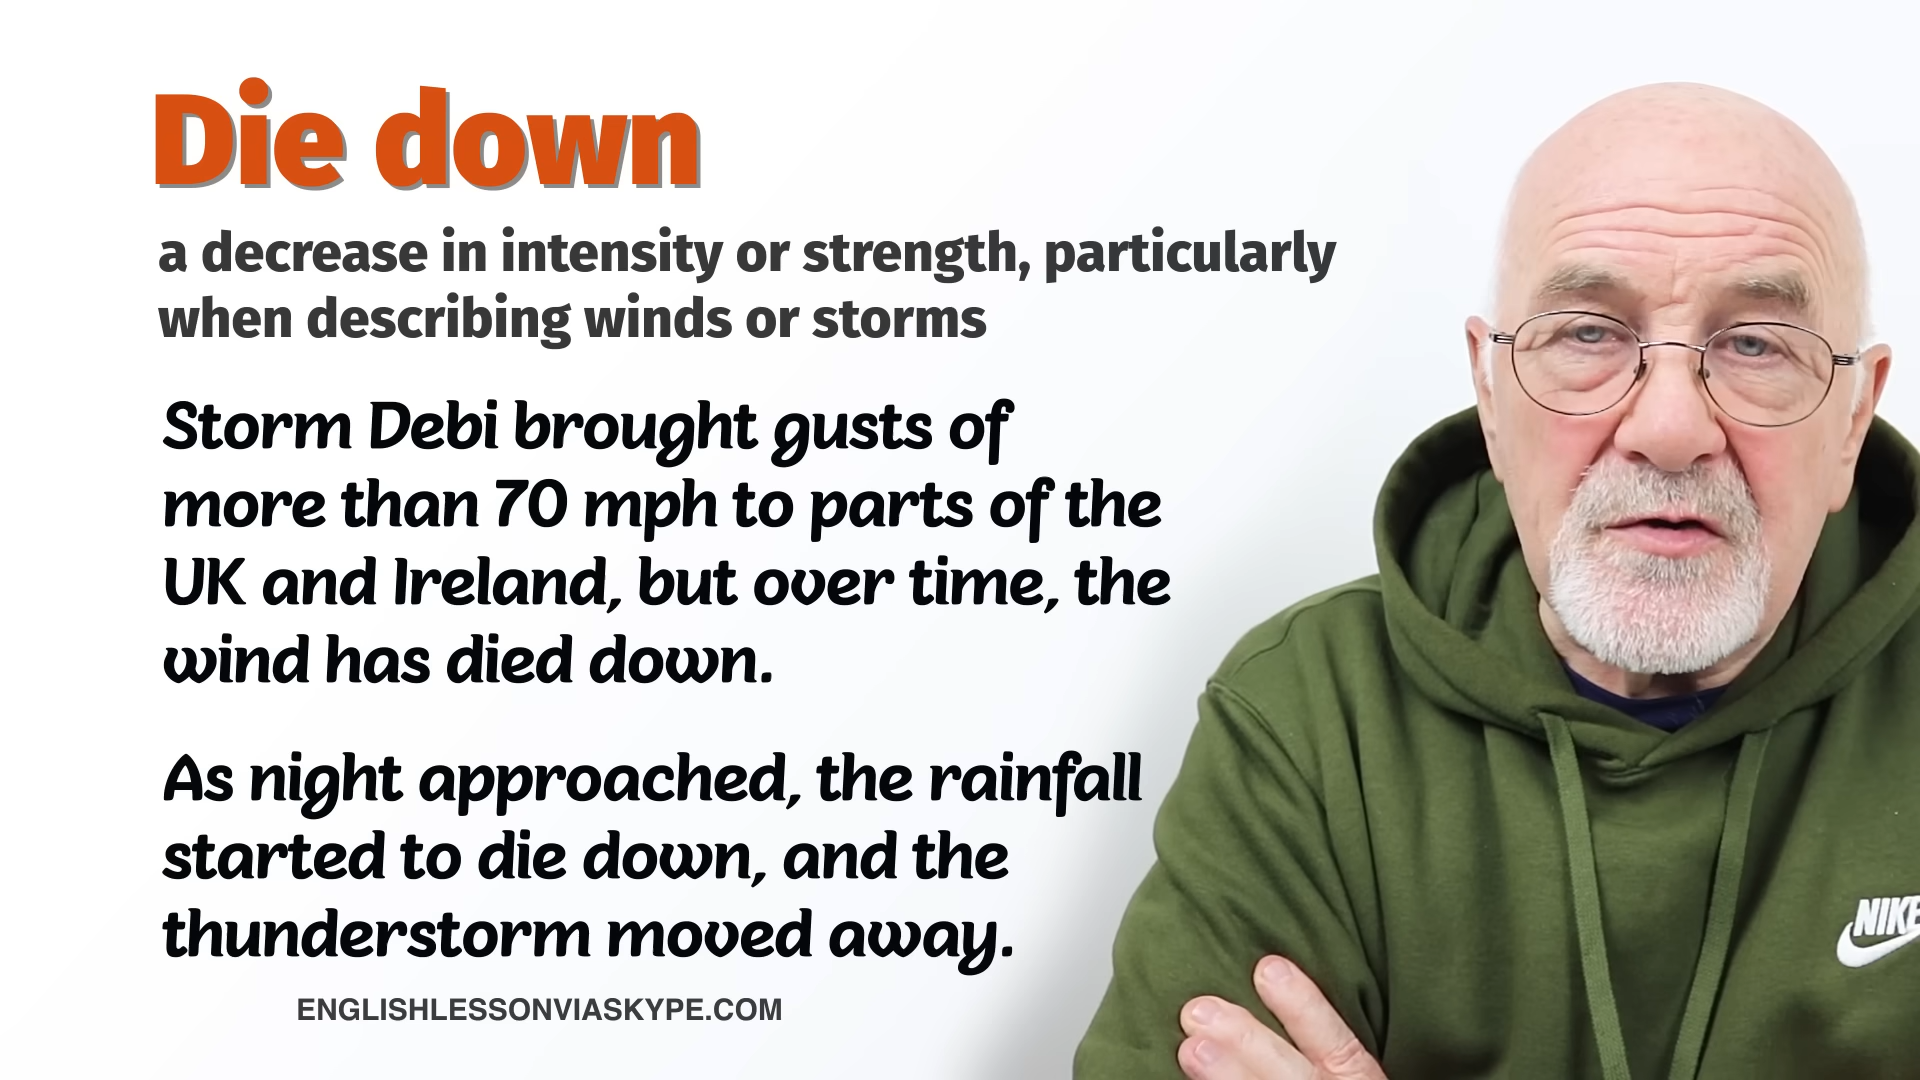 Die down
a decrease in intensity or strength, particularly
when describing winds or storms
Storm Debi brought gusts of
more than 70 mph to parts of the
UK and Ireland, but over time, the
wind has died down.
As night approached, the rainfall
started to die down, and the
thunderstorm moved away.
ENGLISHLESSONVIASKYPE.COM
NIKE